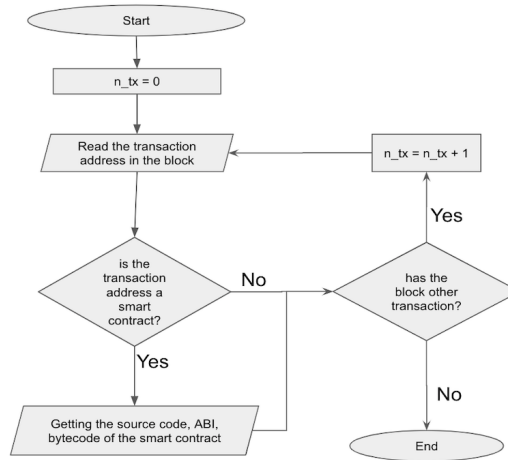 Start
n_tx = 0
Read the transaction
address in the block
n_tx = n_tx + 1
Yes
is the
transaction
address a
smart
contract?
No
has the
block other
transaction?
Yes
No
Getting the source code, ABI,
bytecode of the smart contract
End